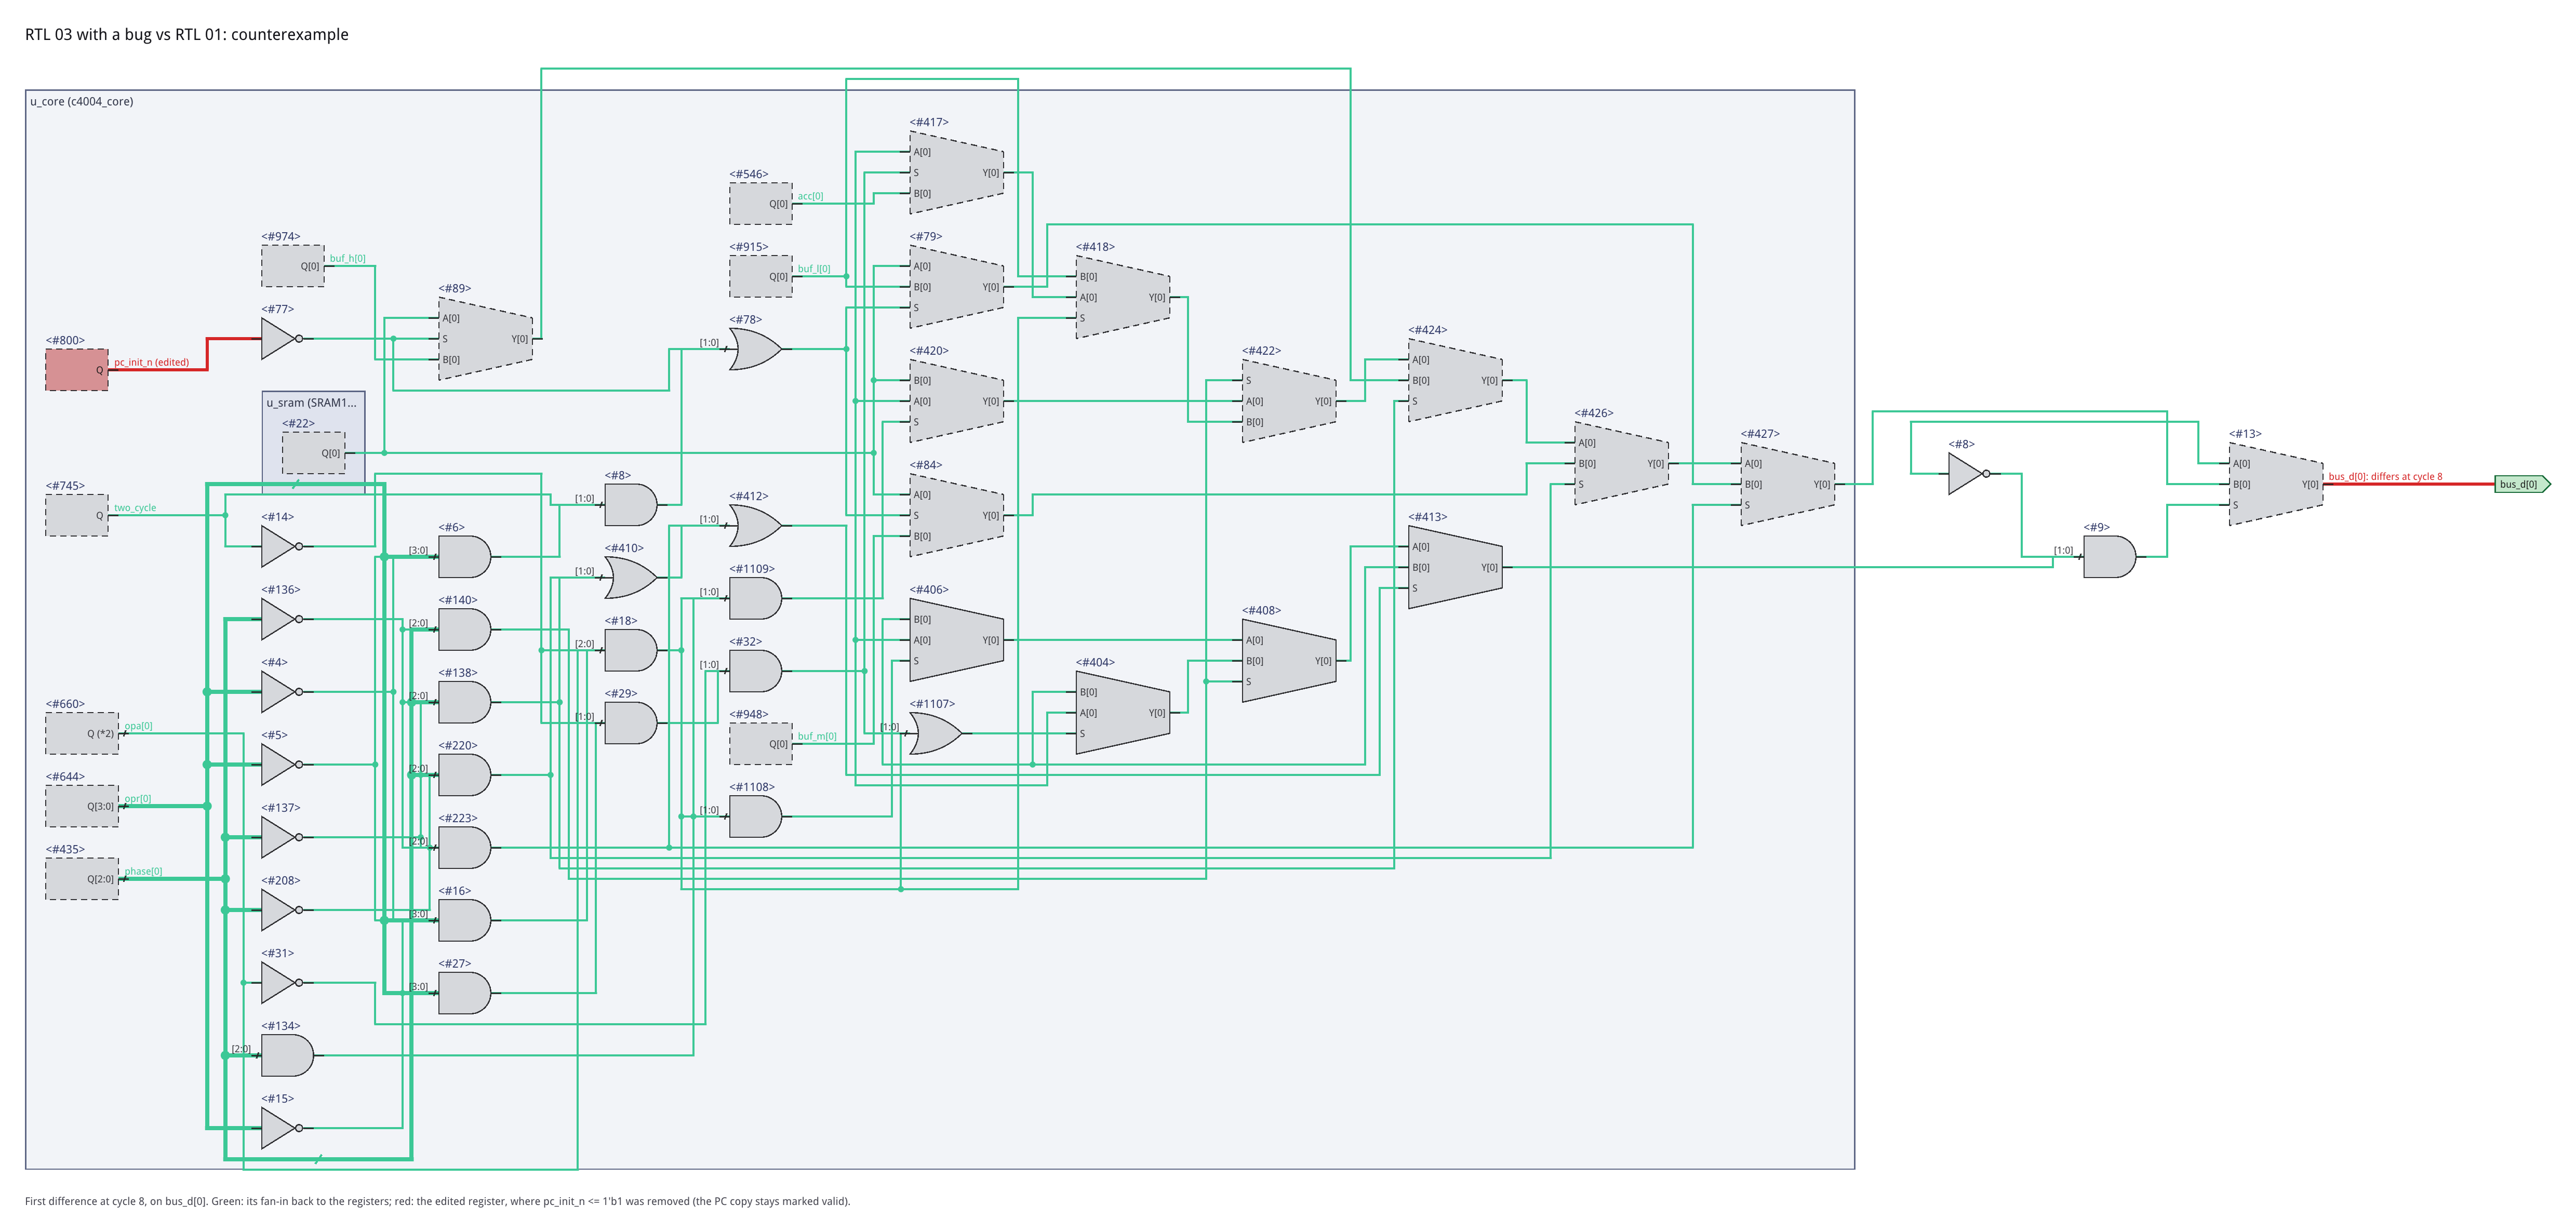 RTL 03 with a bug vs RTL 01: counterexample
u_core (c4004_core)
<#417>
A[0]
S
B[0]
Y[0]
<#546>
Q[0]
acc[0]
<#974>
Q[0]
buf_h[0]
<#79>
A[0]
B[0]
S
Y[0]
<#915>
Q[0]
buf_l[0]
<#418>
B[0]
A[0]
S
Y[0]
<#89>
A[0]
S
B[0]
Y[0]
<#77>
<#78>
[1:0]
<#800>
Q
pc_init_n (edited)
<#420>
B[0]
A[0]
S
Y[0]
<#422>
S
A[0]
B[0]
Y[0]
<#424>
A[0]
B[0]
S
Y[0]
u_sram (SRAM1...
<#22>
Q[0]
<#426>
A[0]
B[0]
S
Y[0]
<#427>
A[0]
B[0]
S
Y[0]
<#8>
<#13>
A[0]
B[0]
S
Y[0]
bus_d[0]: differs at cycle 8
bus_d[0]
<#745>
Q
two_cycle
<#8>
[1:0]
<#84>
A[0]
S
B[0]
Y[0]
<#14>
<#6>
[3:0]
<#412>
[1:0]
<#413>
A[0]
B[0]
S
Y[0]
<#9>
[1:0]
<#410>
[1:0]
<#1109>
[1:0]
<#136>
<#140>
[2:0]
<#18>
[2:0]
<#32>
[1:0]
<#406>
B[0]
A[0]
S
Y[0]
<#408>
A[0]
B[0]
S
Y[0]
<#4>
<#138>
[2:0]
<#29>
[1:0]
<#404>
B[0]
A[0]
S
Y[0]
<#660>
Q (*2)
opa[0]
<#5>
<#220>
[2:0]
<#948>
Q[0]
buf_m[0]
<#1107>
[1:0]
<#644>
Q[3:0]
opr[0]
<#137>
<#223>
[2:0]
<#1108>
[1:0]
<#435>
Q[2:0]
phase[0]
<#208>
<#16>
[3:0]
<#31>
<#27>
[3:0]
<#134>
[2:0]
<#15>
First difference at cycle 8, on bus_d[0]. Green: its fan-in back to the registers; red: the edited register, where pc_init_n <= 1'b1 was removed (the PC copy stays marked valid).